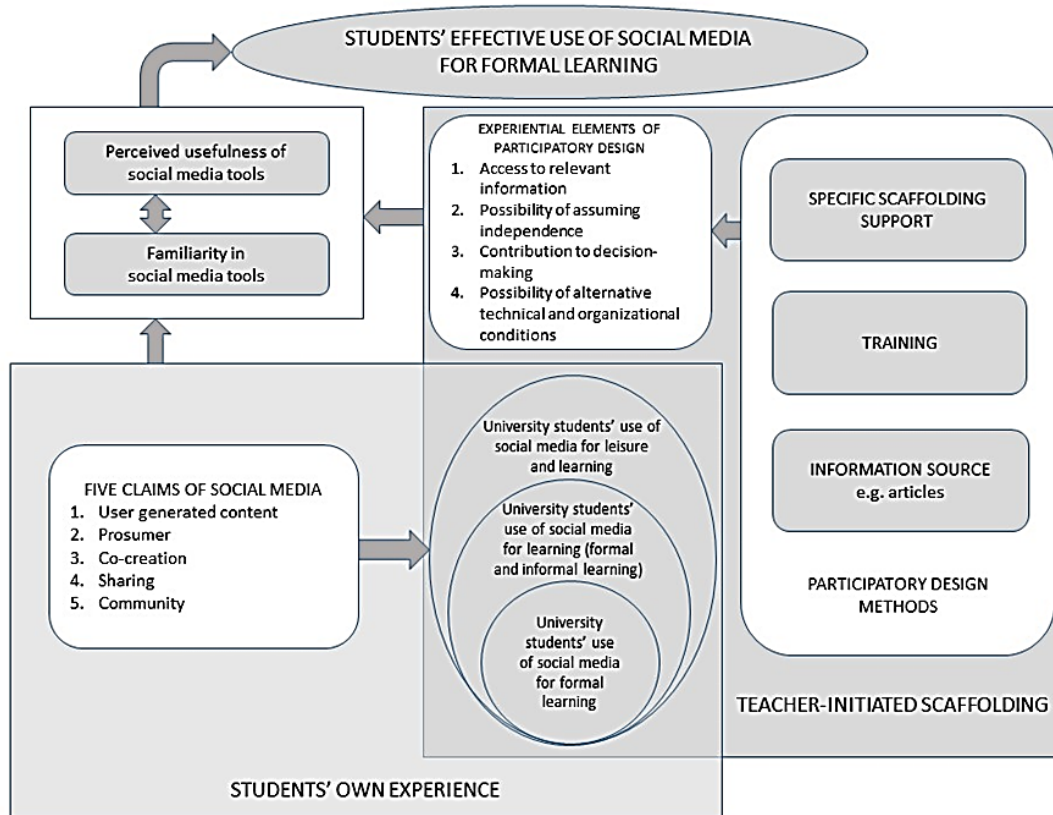 STUDENTS' EFFECTIVE USE OF SOCIAL MEDIA
FOR FORMAL LEARNING
Perceived usefulness of
social media tools
Familiarity in
social media tools
EXPERIENTIAL ELEMENTS OF
PARTICIPATORY DESIGN
1. Access to relevant
information
2. Possibility of assuming
independence
3. Contribution to decision-
making
4. Possibility of alternative
technical and organizational
conditions
SPECIFIC SCAFFOLDING
SUPPORT
TRAINING
INFORMATION SOURCE
e.g. articles
PARTICIPATORY DESIGN
METHODS
TEACHER-INITIATED SCAFFOLDING
FIVE CLAIMS OF SOCIAL MEDIA
1. User generated content
2. Prosumer
3. Co-creation
4. Sharing
5. Community
University students' use of
social media for leisure
and learning
University students'
use of social media
for learning (formal
and informal learning)
University
students' use
of social media
for formal
learning
STUDENTS' OWN EXPERIENCE